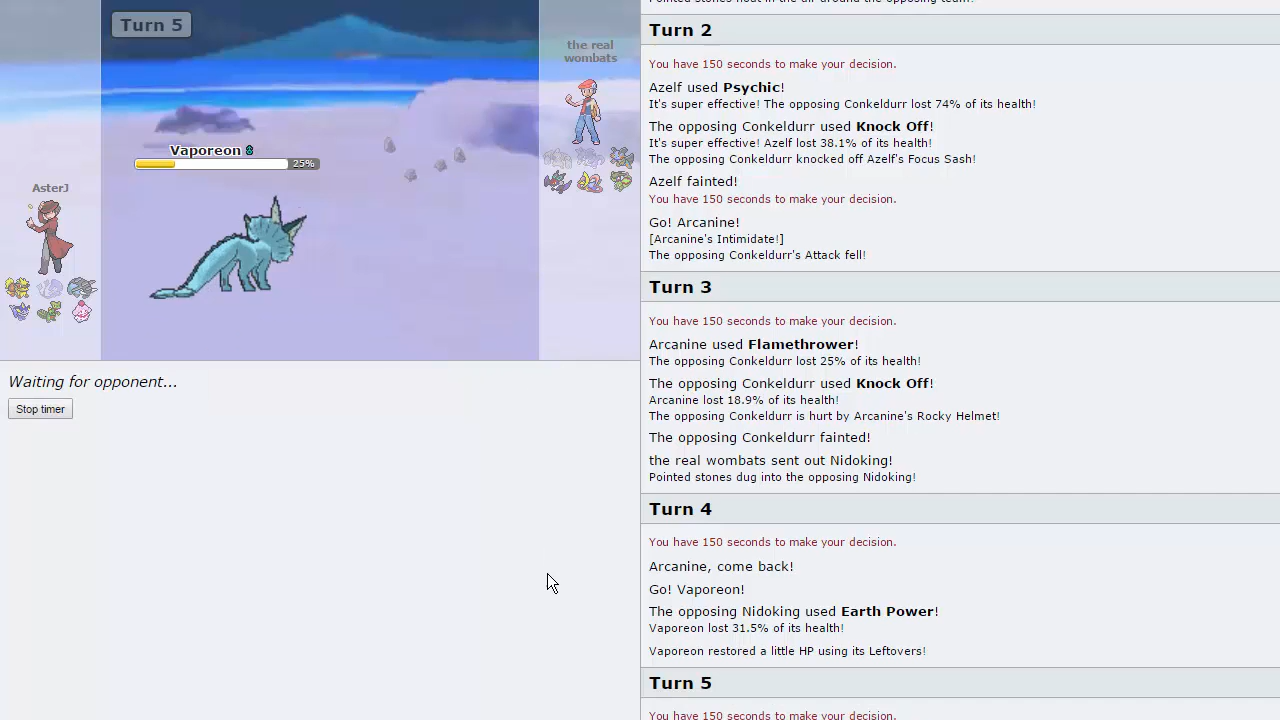 Turn 5
the real
wombats
Vaporeon
25%
AsterJ
Waiting for opponent...
Stop timer
Turn 2
You have 150 seconds to make your decision.
Azelf used Psychic!
It's super effective! The opposing Conkeldurr lost 74% of its health!
The opposing Conkeldurr used Knock Off!
It's super effective! Azelf lost 38.1% of its health!
The opposing Conkeldurr knocked off Azelf's Focus Sash!
Azelf fainted!
You have 150 seconds to make your decision.
Go! Arcanine!
[Arcanine's Intimidate!]
The opposing Conkeldurr's Attack fell!
Turn 3
You have 150 seconds to make your decision.
Arcanine used Flamethrower!
The opposing Conkeldurr lost 25% of its health!
The opposing Conkeldurr used Knock Off!
Arcanine lost 18.9% of its health!
The opposing Conkeldurr is hurt by Arcanine's Rocky Helmet!
The opposing Conkeldurr fainted!
the real wombats sent out Nidoking!
Pointed stones dug into the opposing Nidoking!
Turn 4
You have 150 seconds to make your decision.
Arcanine, come back!
Go! Vaporeon!
The opposing Nidoking used Earth Power!
Vaporeon lost 31.5% of its health!
Vaporeon restored a little HP using its Leftovers!
Turn 5
You have 150 seconds to make your decision.